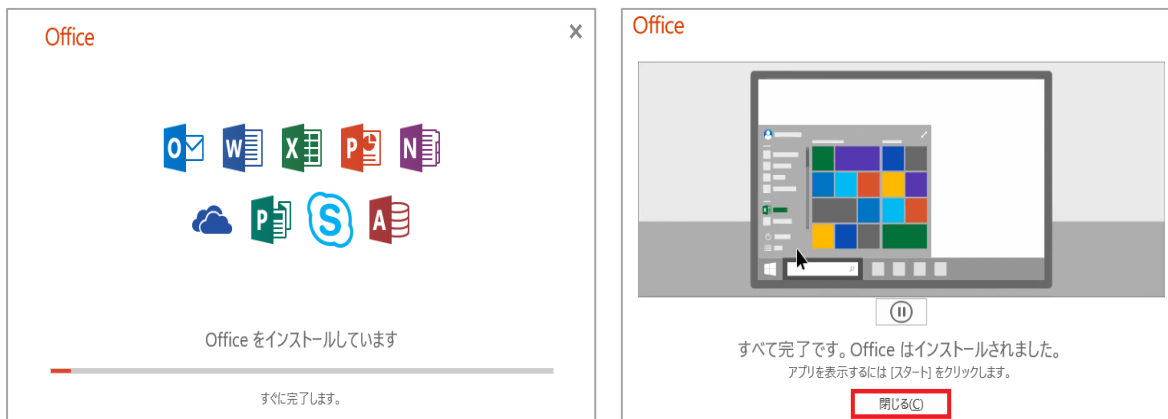 Office
Office をインストールしています
すぐに完了します。
Office
すべて完了です。Office はインストールされました。
アプリを表示するには [スタート] をクリックします。
閉じる(C)